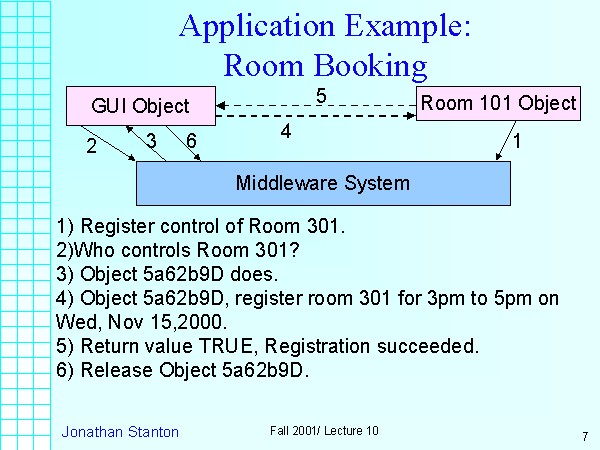 Application Example:
Room Booking
GUI Object
5
Room 101 Object
4
2
3
6
1
Middleware System
1) Register control of Room 301.
2)Who controls Room 301?
3) Object 5a62b9D does.
4) Object 5a62b9D, register room 301 for 3pm to 5pm on
Wed, Nov 15,2000.
5) Return value TRUE, Registration succeeded.
6) Release Object 5a62b9D.
Jonathan Stanton
Fall 2001/ Lecture 10
7